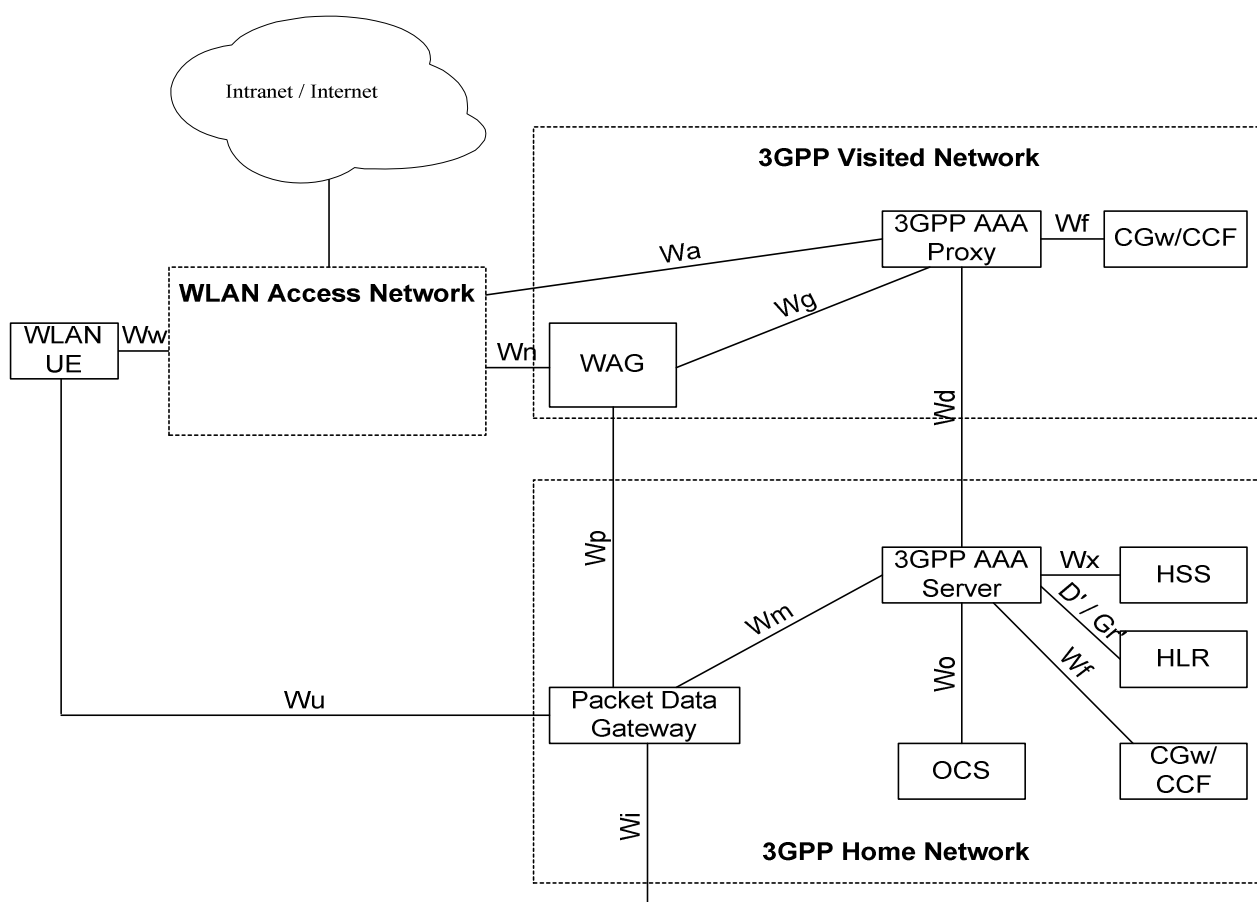 Intranet / Internet
3GPP Visited Network
3GPP AAA
Proxy
Wf
CGw/CCF
Wa
WLAN Access Network
Wg
WLAN
UE
Ww
Wn
WAG
Wd
Wp
3GPP AAA
Server
Wx
HSS
D' / Gr'
HLR
Wm
Wo
Wf
Wu
Packet Data
Gateway
OCS
CGw/
CCF
Wi
3GPP Home Network